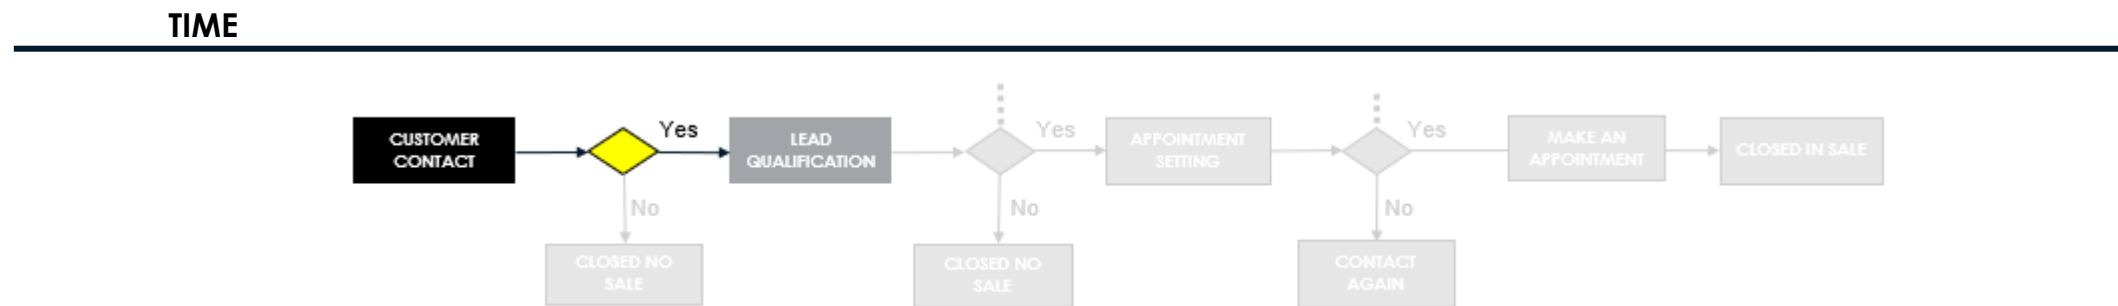 TIME
CUSTOMER
CONTACT
Yes
LEAD
QUALIFICATION
Yes
APPOINTMENT
SETTING
Yes
MAKE AN
APPOINTMENT
CLOSED IN SALE
No
CLOSED NO
SALE
No
CLOSED NO
SALE
No
CONTACT
AGAIN